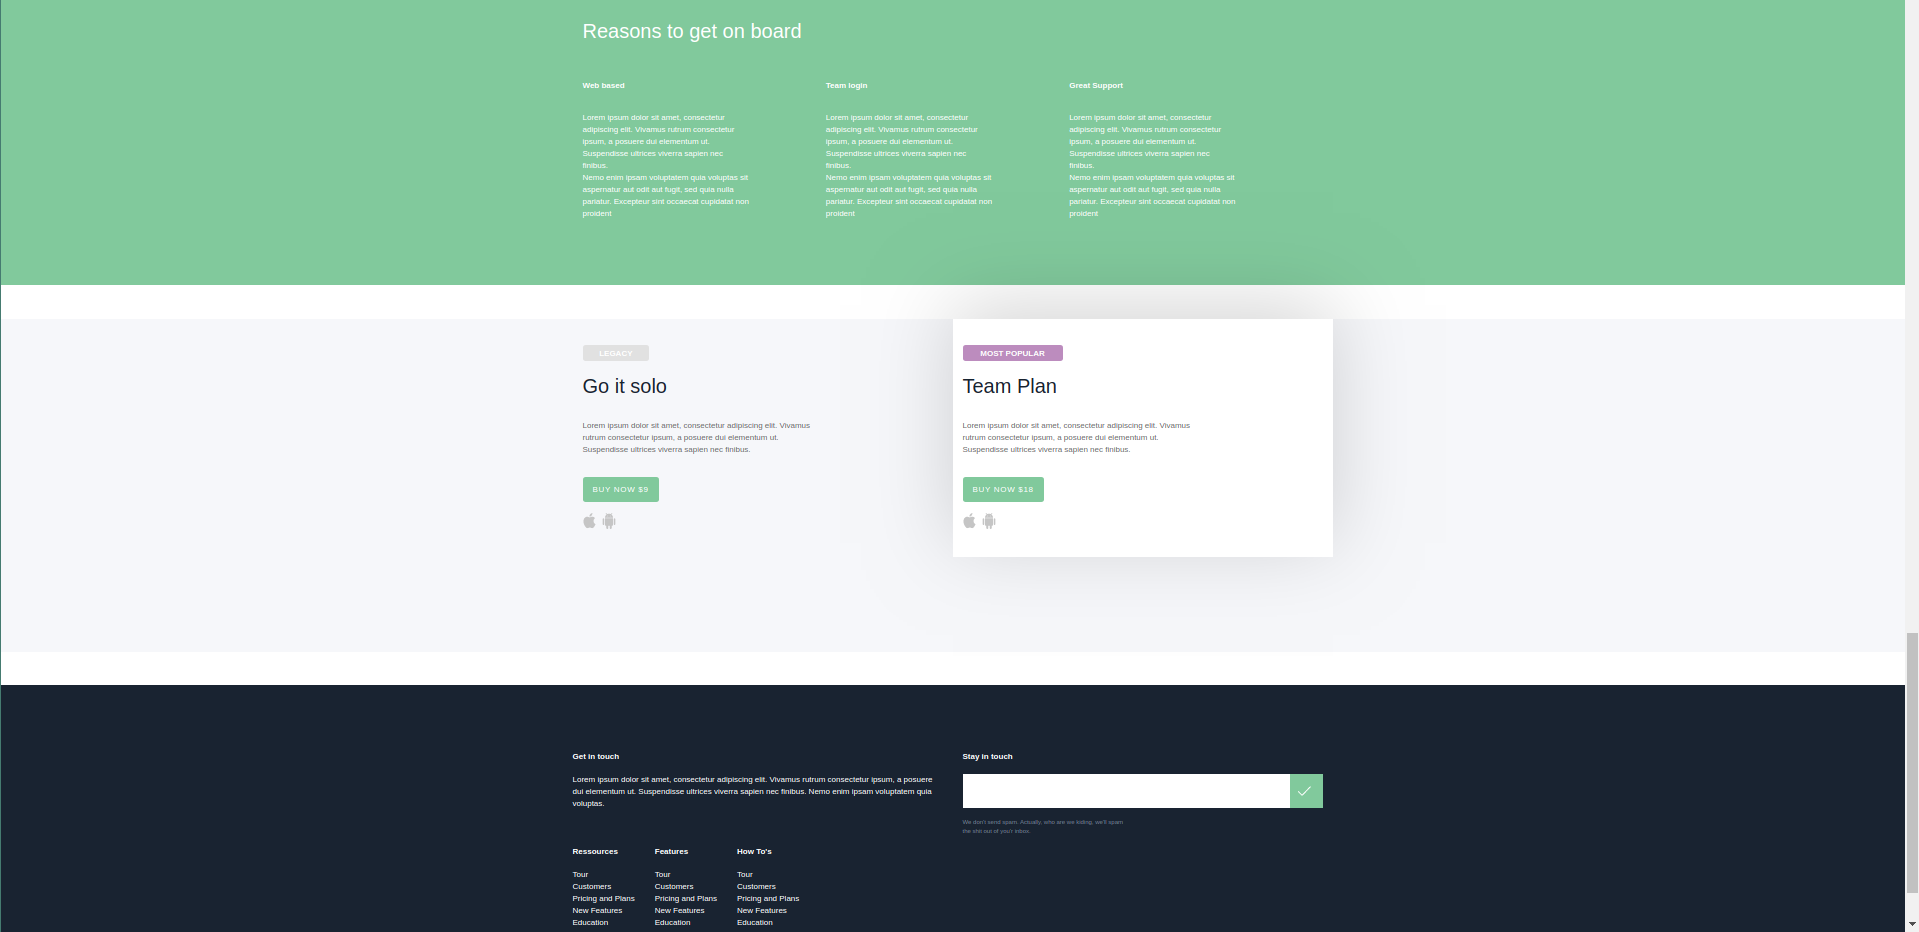 Reasons to get on board
Web based
Lorem ipsum dolor sit amet, consectetur
adipiscing elit. Vivamus rutrum consectetur
ipsum, a posuere dui elementum ut.
Suspendisse ultrices viverra sapien nec
finibus.
Nemo enim ipsam voluptatem quia voluptas sit
aspernatur aut odit aut fugit, sed quia nulla
pariatur. Excepteur sint occaecat cupidatat non
proident
Team login
Lorem ipsum dolor sit amet, consectetur
adipiscing elit. Vivamus rutrum consectetur
ipsum, a posuere dui elementum ut.
Suspendisse ultrices viverra sapien nec
finibus.
Nemo enim ipsam voluptatem quia voluptas sit
aspernatur aut odit aut fugit, sed quia nulla
pariatur. Excepteur sint occaecat cupidatat non
proident
Great Support
Lorem ipsum dolor sit amet, consectetur
adipiscing elit. Vivamus rutrum consectetur
ipsum, a posuere dui elementum ut.
Suspendisse ultrices viverra sapien nec
finibus.
Nemo enim ipsam voluptatem quia voluptas sit
aspernatur aut odit aut fugit, sed quia nulla
pariatur. Excepteur sint occaecat cupidatat non
proident
LEGACY
Go it solo
Lorem ipsum dolor sit amet, consectetur adipiscing elit. Vivamus
rutrum consectetur ipsum, a posuere dui elementum ut.
Suspendisse ultrices viverra sapien nec finibus.
BUY NOW $9
MOST POPULAR
Team Plan
Lorem ipsum dolor sit amet, consectetur adipiscing elit. Vivamus
rutrum consectetur ipsum, a posuere dui elementum ut.
Suspendisse ultrices viverra sapien nec finibus.
BUY NOW $18
Get in touch
Lorem ipsum dolor sit amet, consectetur adipiscing elit. Vivamus rutrum consectetur ipsum, a posuere
dui elementum ut. Suspendisse ultrices viverra sapien nec finibus. Nemo enim ipsam voluptatem quia
voluptas.
Stay in touch
We don't send spam. Actually, who are we kiding, we'll spam
the shit out of you'r inbox.
Ressources
Tour
Customers
Pricing and Plans
New Features
Education
Features
Tour
Customers
Pricing and Plans
New Features
Education
How To's
Tour
Customers
Pricing and Plans
New Features
Education